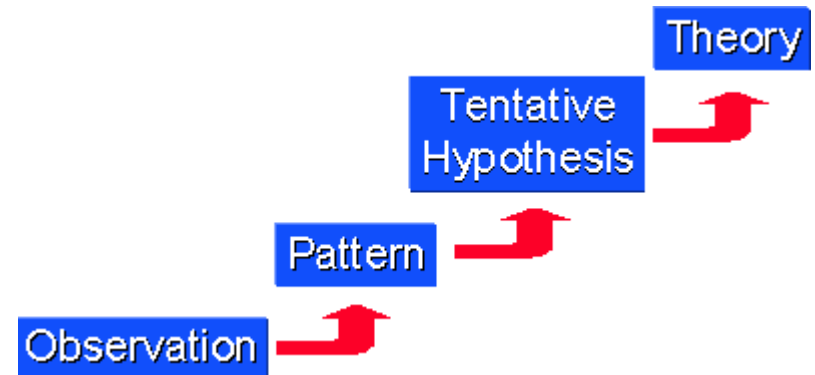 Theory
Tentative
Hypothesis
Pattern
Observation